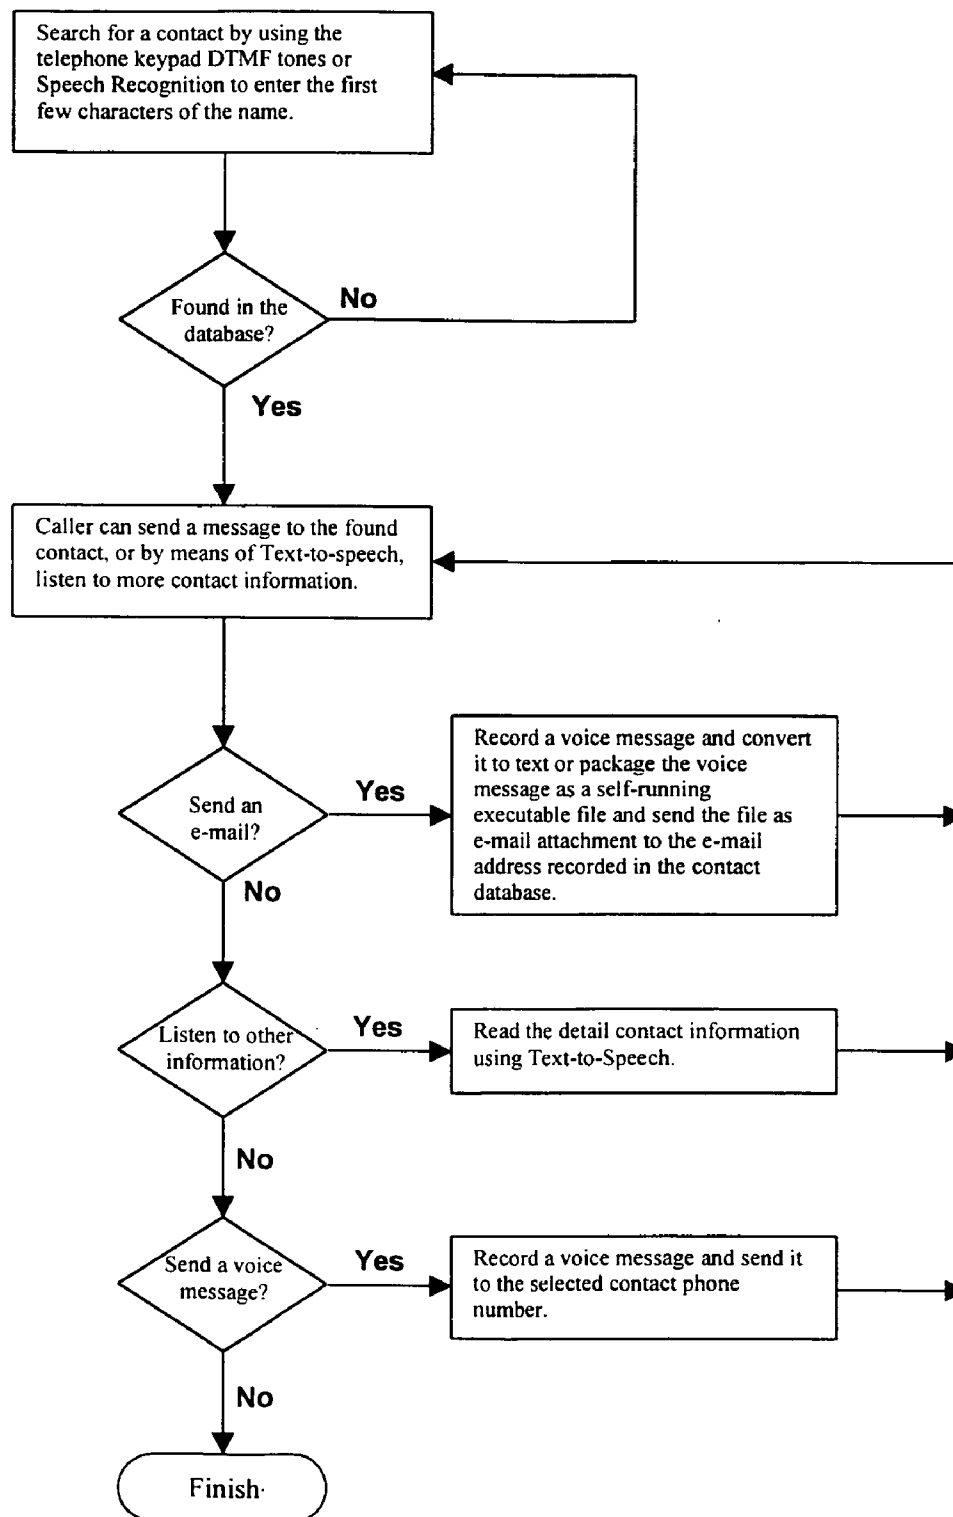 Search for a contact by using the
telephone keypad DTMF tones or
Speech Recognition to enter the first
few characters of the name.
Found in the
database?
No
Yes
Caller can send a message to the found
contact, or by means of Text-to-speech,
listen to more contact information.
Send an
e-mail?
Yes
No
Record a voice message and convert
it to text or package the voice
message as a self-running
executable file and send the file as
e-mail attachment to the e-mail
address recorded in the contact
database.
Listen to other
information?
Yes
No
Read the detail contact information
using Text-to-Speech.
Send a voice
message?
Yes
No
Record a voice message and send it
to the selected contact phone
number.
Finish